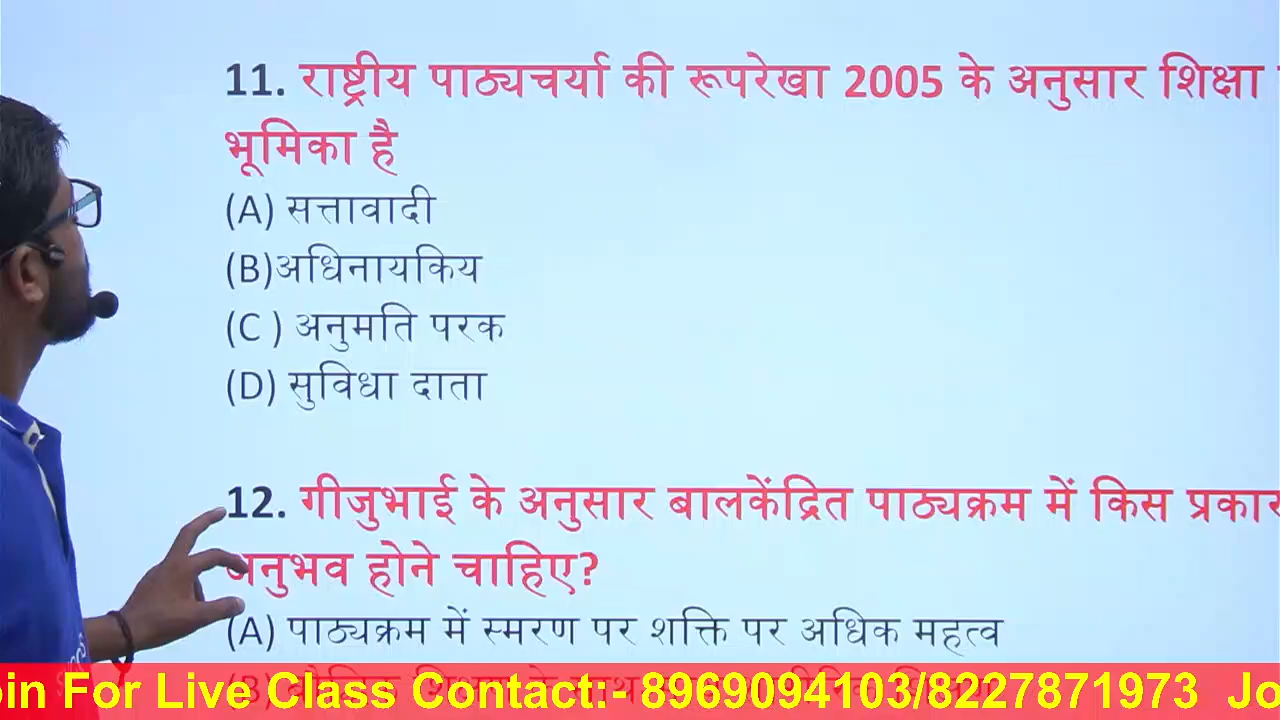 11. राष्ट्रीय पाठ्यचर्या की रूपरेखा 2005 के अनुसार शिक्षा
भूमिका है
(A) सत्तावादी
(B)अधिनायकिय
(C ) अनुमति परक
(D) सुविधा दाता
12. गीजुभाई के अनुसार बालकेंद्रित पाठ्यक्रम में किस प्रकार
अनुभव होने चाहिए?
(A) पाठ्यक्रम में स्मरण पर शक्ति पर अधिक महत्व
(B)
in For Live Class Contact:- 8969094103/8227871973 Jo